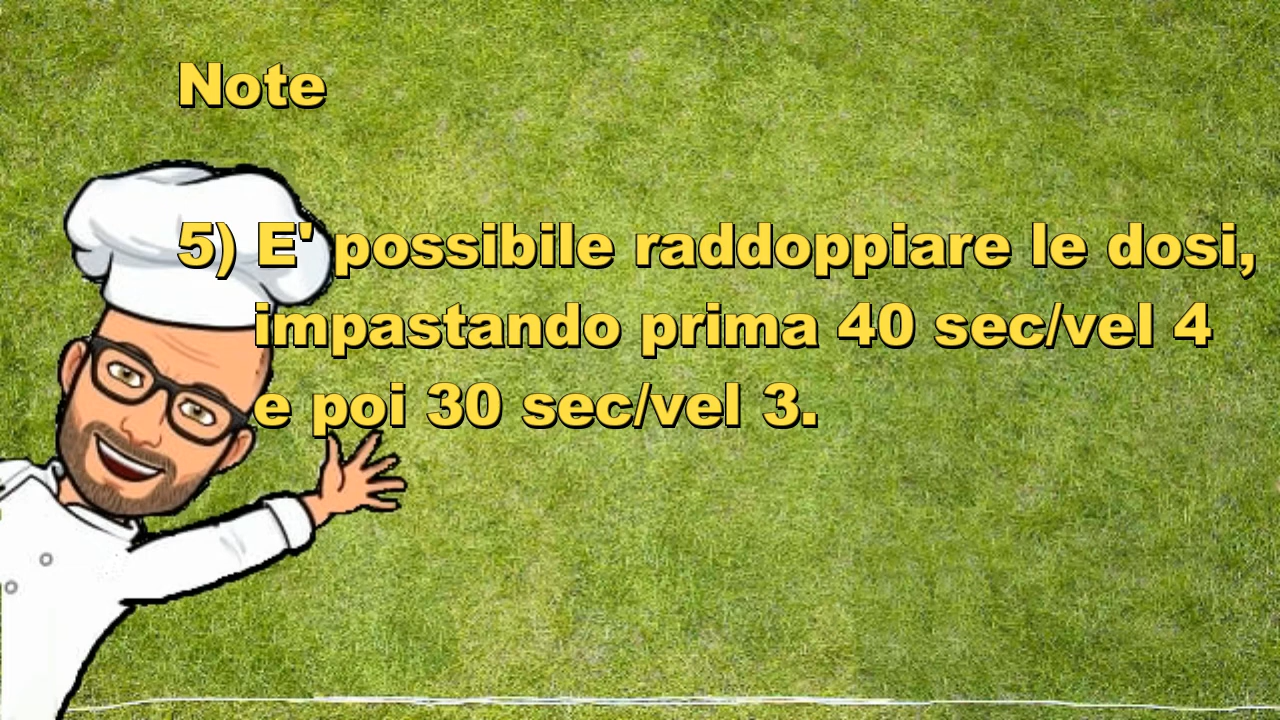 Note
5) E' possibile raddoppiare le dosi,
impastando prima 40 sec/vel 4
e poi 30 sec/vel 3.